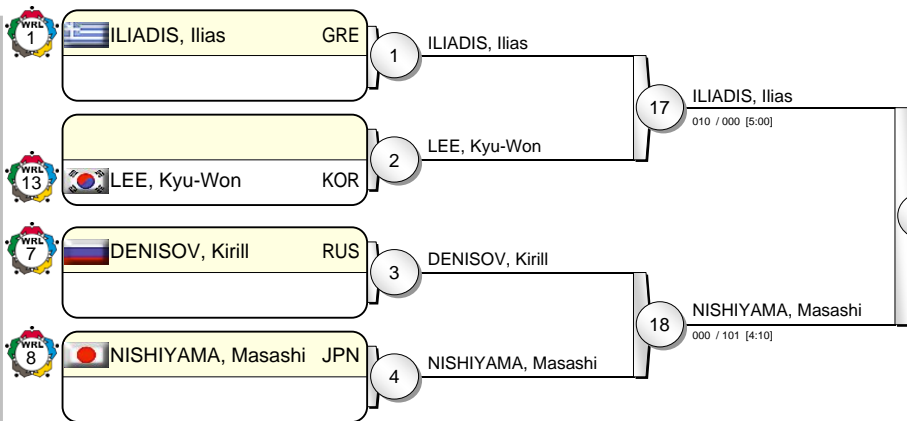 WRL
1
ILIADIS, Ilias GRE
1
ILIADIS, Ilias
17
ILIADIS, Ilias
010 / 000 [5:00]
WRL
13
LEE, Kyu-Won KOR
2
LEE, Kyu-Won
WRL
7
DENISOV, Kirill RUS
3
DENISOV, Kirill
18
NISHIYAMA, Masashi
000 / 101 [4:10]
WRL
8
NISHIYAMA, Masashi JPN
4
NISHIYAMA, Masashi